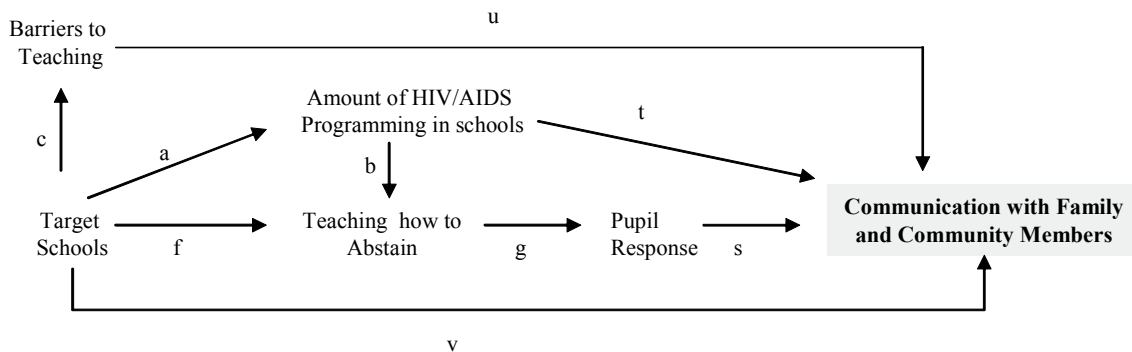 u
Barriers to
Teaching
Amount of HIV/AIDS
Programming in schools
t
c
a
b
Target
Schools
f
Teaching how to
Abstain
g
Pupil
Response
s
Communication with Family
and Community Members
v